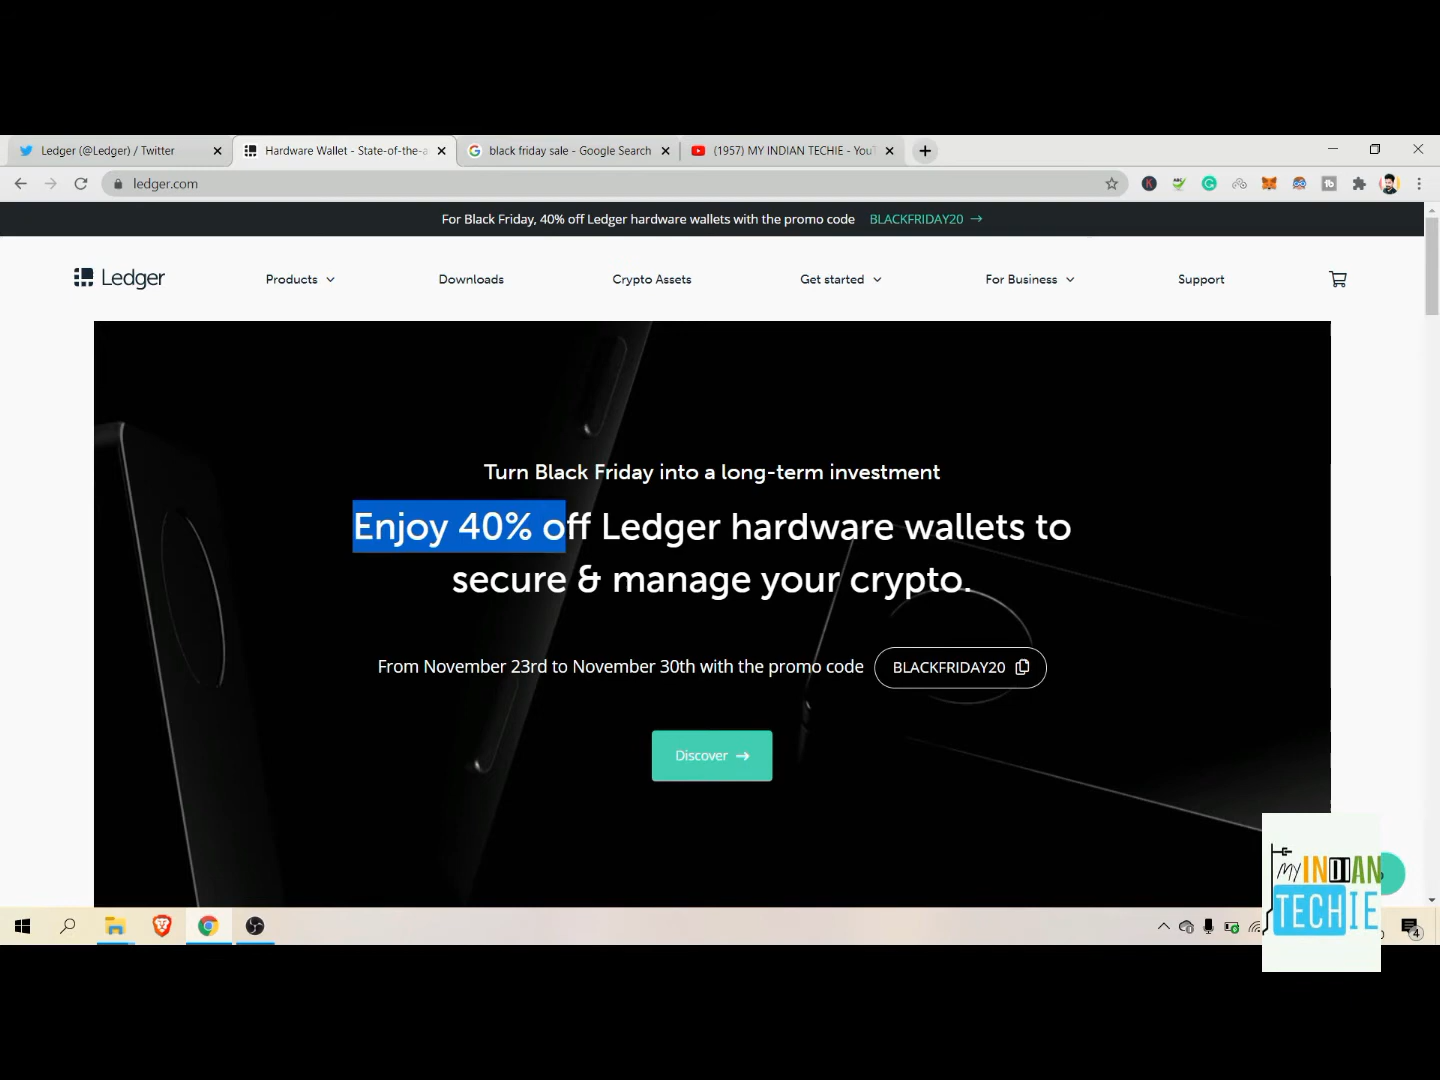 Ledger (@Ledger) / Twitter
Hardware Wallet - State-of-the-a
black friday sale - Google Search
(1957) MY INDIAN TECHIE - YouT
ledger.com
For Black Friday, 40% off Ledger hardware wallets with the promo code BLACKFRIDAY20 →
Ledger
Products
Downloads
Crypto Assets
Get started
For Business
Support
Turn Black Friday into a long-term investment
Enjoy 40% off Ledger hardware wallets to
secure & manage your crypto.
From November 23rd to November 30th with the promo code BLACKFRIDAY20
Discover →
MY INDIAN
TECHIE
4